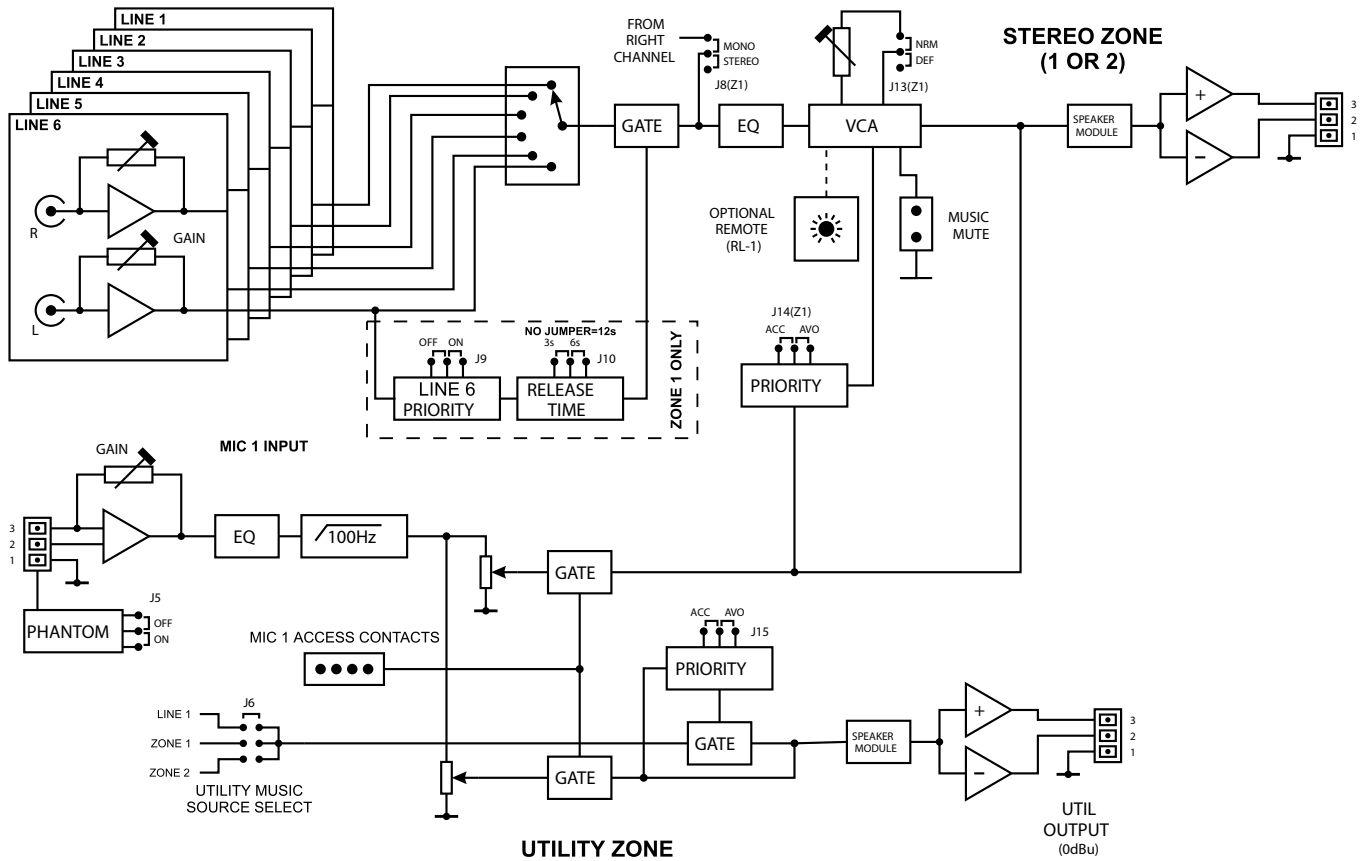 LINE 1
LINE 2
LINE 3
LINE 4
LINE 5
LINE 6
R
GAIN
L
FROM
RIGHT
CHANNEL
MONO
STEREO
J8(Z1)
NRM
DEF
J13(Z1)
STEREO ZONE
(1 OR 2)
GATE
EQ
VCA
SPEAKER
MODULE
+
−
3
2
1
OPTIONAL
REMOTE
(RL-1)
MUSIC
MUTE
NO JUMPER=12s
OFF ON
J9
3s 6s
J10
LINE 6
PRIORITY
RELEASE
TIME
ZONE 1 ONLY
J14(Z1)
ACC AVO
PRIORITY
MIC 1 INPUT
GAIN
3
2
1
EQ
100Hz
GATE
J5
PHANTOM
OFF
ON
MIC 1 ACCESS CONTACTS
ACC AVO
J15
PRIORITY
J6
LINE 1
ZONE 1
ZONE 2
UTILITY MUSIC
SOURCE SELECT
GATE
GATE
SPEAKER
MODULE
+
−
3
2
1
UTIL
OUTPUT
(0dBu)
UTILITY ZONE